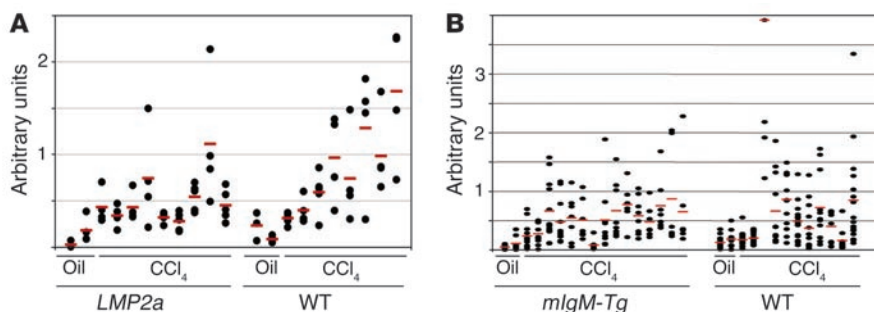 A
Arbitrary units
2
1
Oil CCl4 Oil CCl4
LMP2a WT
B
Arbitrary units
3
2
1
Oil CCl4 Oil CCl4
mIgM-Tg WT